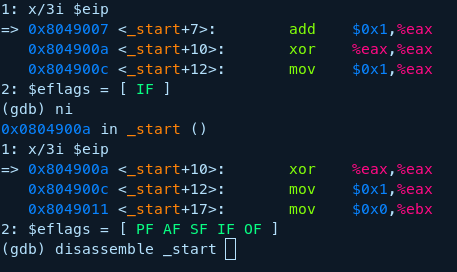 1: x/3i $eip
=> 0x8049007 <_start+7>:        add    $0x1,%eax
   0x804900a <_start+10>:       xor    %eax,%eax
   0x804900c <_start+12>:       mov    $0x1,%eax
2: $eflags = [ IF ]
(gdb) ni
0x0804900a in _start ()
1: x/3i $eip
=> 0x804900a <_start+10>:       xor    %eax,%eax
   0x804900c <_start+12>:       mov    $0x1,%eax
   0x8049011 <_start+17>:       mov    $0x0,%ebx
2: $eflags = [ PF AF SF IF OF ]
(gdb) disassemble _start